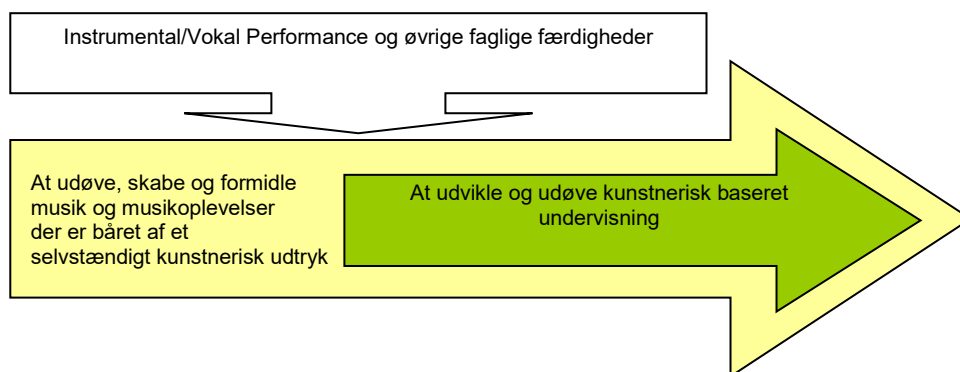 Instrumental/Vokal Performance og øvrige faglige færdigheder
At udøve, skabe og formidle
musik og musikoplevelser
der er båret af et
selvstændigt kunstnerisk udtryk
At udvikle og udøve kunstnerisk baseret
undervisning